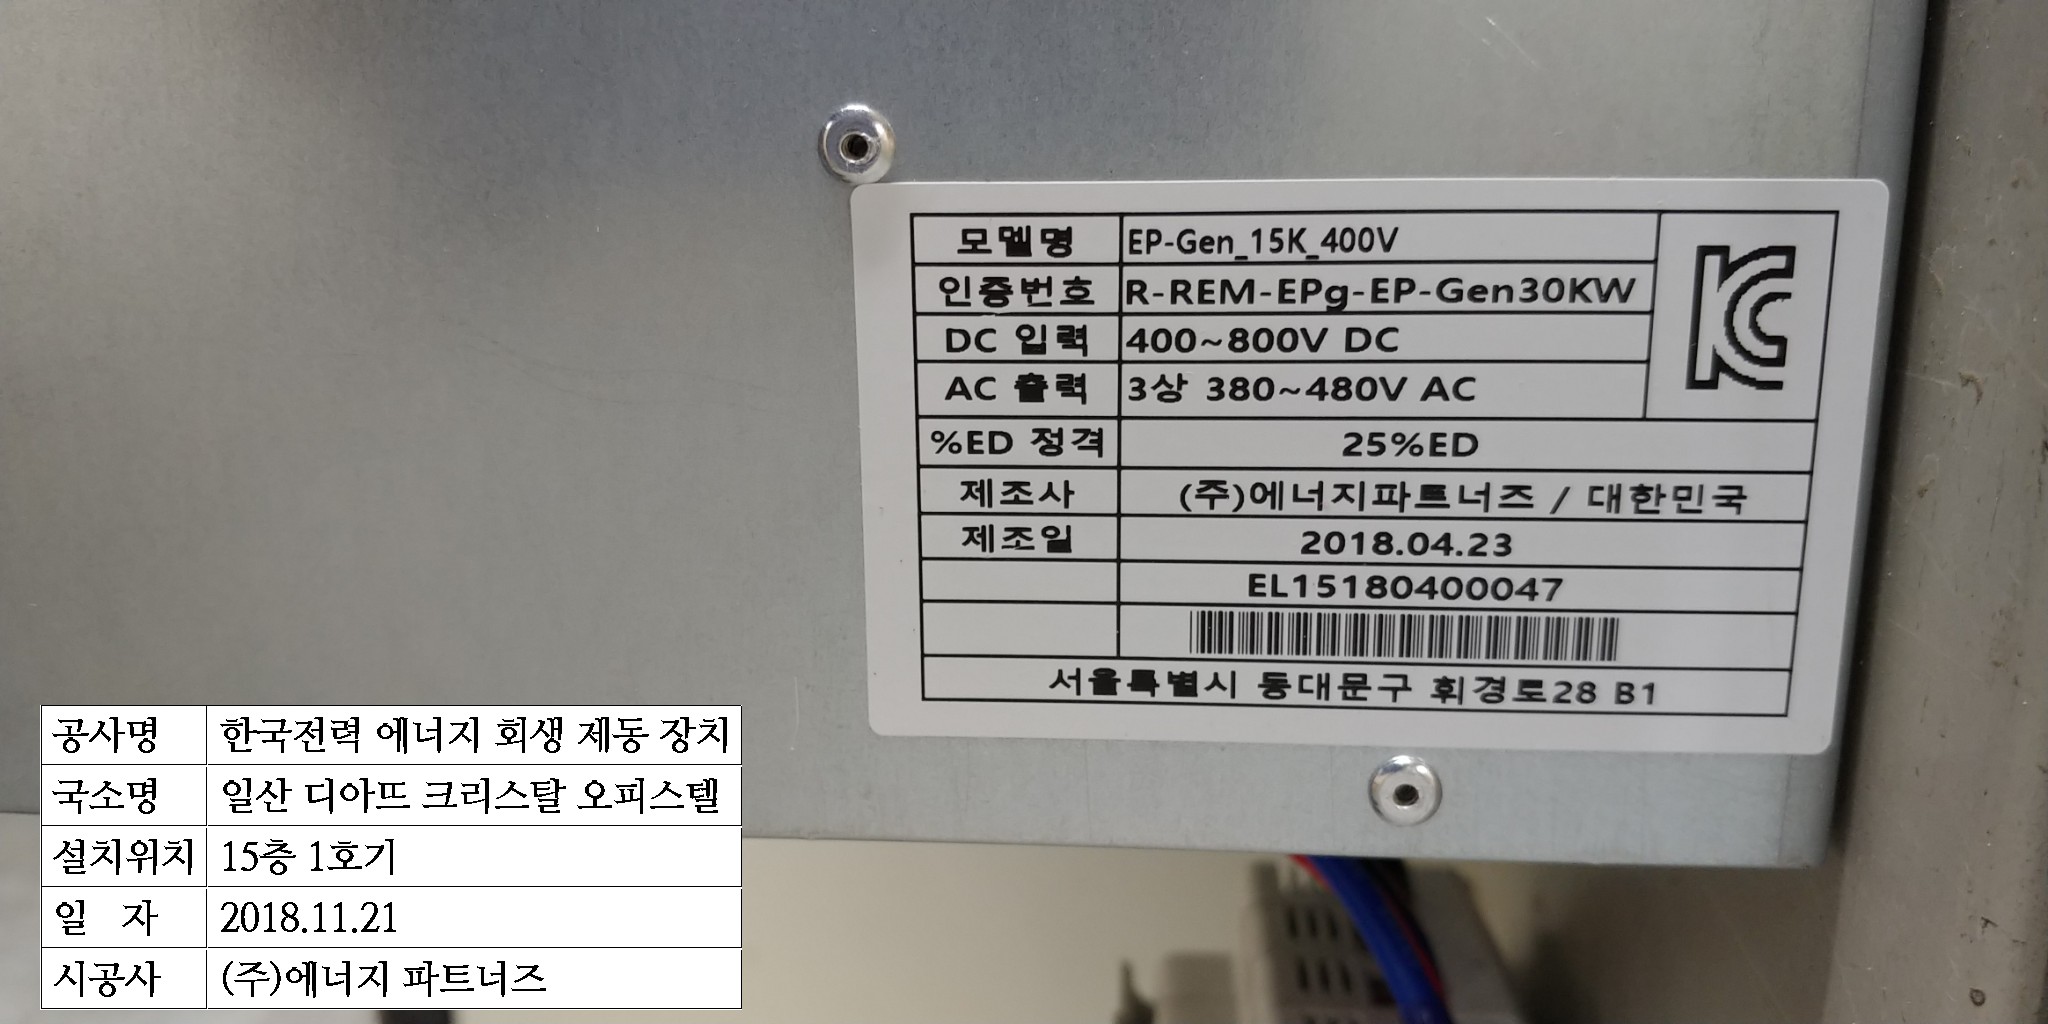 모델명 EP-Gen_15K_400V
인증번호 R-REM-EPg-EP-Gen30KW
DC 입력 400~800V DC
AC 출력 3상 380~480V AC
%ED 정격 25%ED
제조사 (주)에너지파트너즈 / 대한민국
제조일 2018.04.23
EL15180400047
서울특별시 동대문구 휘경로28 B1
공사명 한국전력 에너지 회생 제동 장치
국소명 일산 디아뜨 크리스탈 오피스텔
설치위치 15층 1호기
일 자 2018.11.21
시공사 (주)에너지 파트너즈